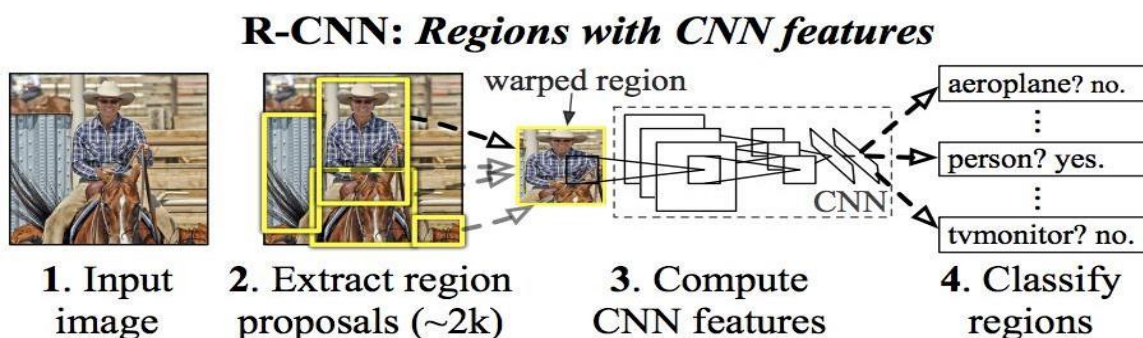 R-CNN: Regions with CNN features
warped region
aeroplane? no.
person? yes.
tvmonitor? no.
CNN
1. Input
image
2. Extract region
proposals (~2k)
3. Compute
CNN features
4. Classify
regions